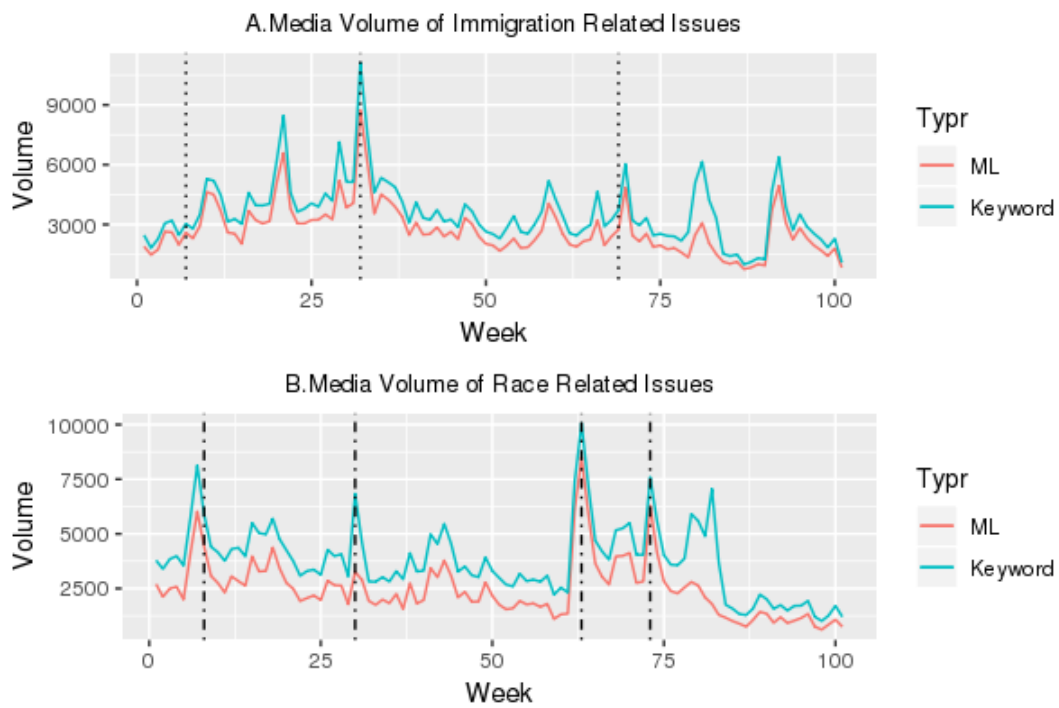 A.Media Volume of Immigration Related Issues
9000
6000
3000
Volume
0
25
50
75
100
Week
Typr
ML
Keyword
B.Media Volume of Race Related Issues
10000
7500
5000
2500
Volume
0
25
50
75
100
Week
Typr
ML
Keyword